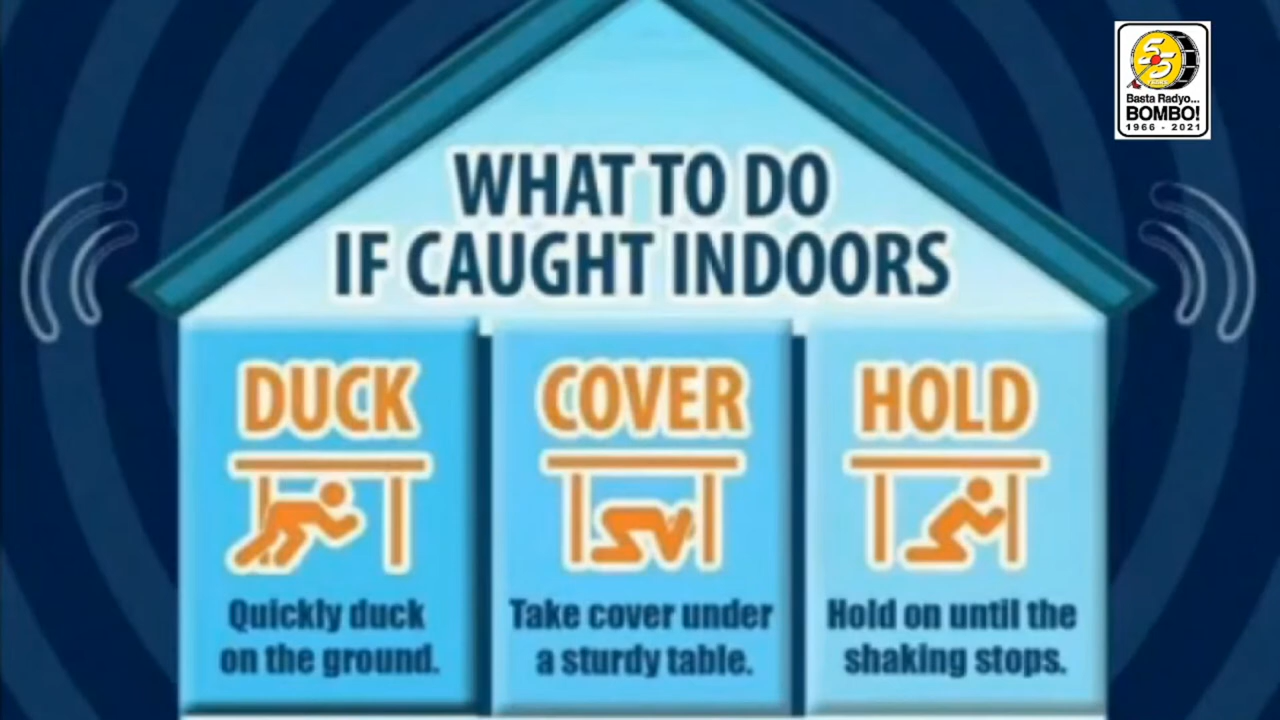 55
Basta Radyo...
BOMBO!
1966 - 2021
WHAT TO DO
IF CAUGHT INDOORS
DUCK
COVER
HOLD
Quickly duck
on the ground.
Take cover under
a sturdy table.
Hold on until the
shaking stops.